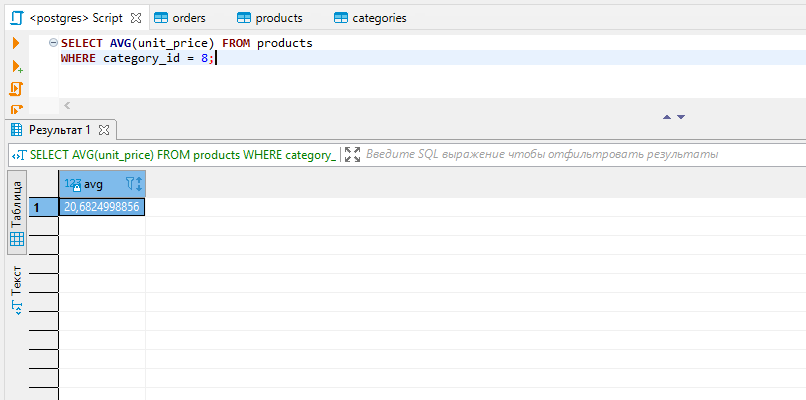 <postgres> Script
orders
products
categories
SELECT AVG(unit_price) FROM products
WHERE category_id = 8;
Результат 1
SELECT AVG(unit_price) FROM products WHERE category_
Введите SQL выражение чтобы отфильтровать результаты
Таблица
Текст
123 avg
1
20,6824998856